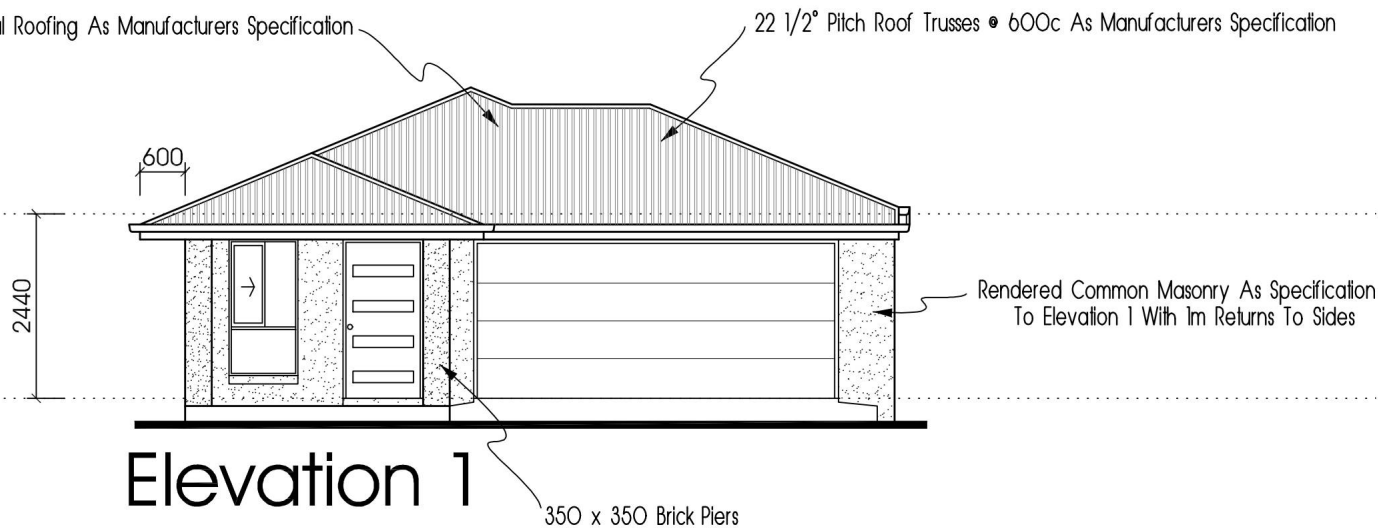 Roofing As Manufacturers Specification
22 1/2° Pitch Roof Trusses @ 600c As Manufacturers Specification
600
2440
Rendered Common Masonry As Specification
To Elevation 1 With 1m Returns To Sides
Elevation 1
350 x 350 Brick Piers